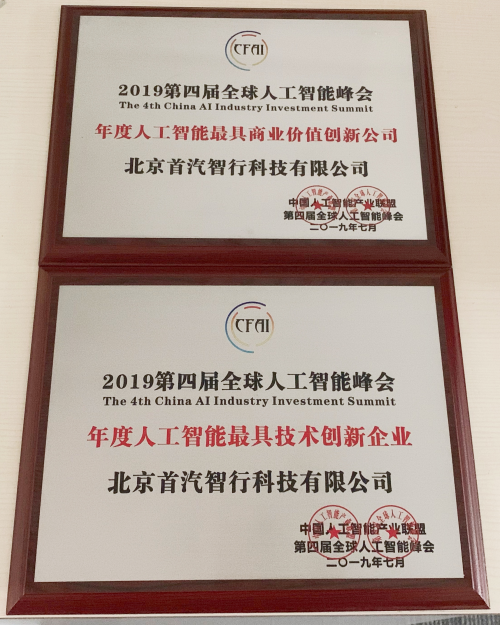 CFAI
2019第四届全球人工智能峰会
The 4th China AI Industry Investment Summit
年度人工智能最具商业价值创新公司
北京首汽智行科技有限公司
中国人工智能产业联盟
第四届全球人工智能峰会
二〇一九年七月
CFAI
2019第四届全球人工智能峰会
The 4th China AI Industry Investment Summit
年度人工智能最具技术创新企业
北京首汽智行科技有限公司
中国人工智能产业联盟
第四届全球人工智能峰会
二〇一九年七月